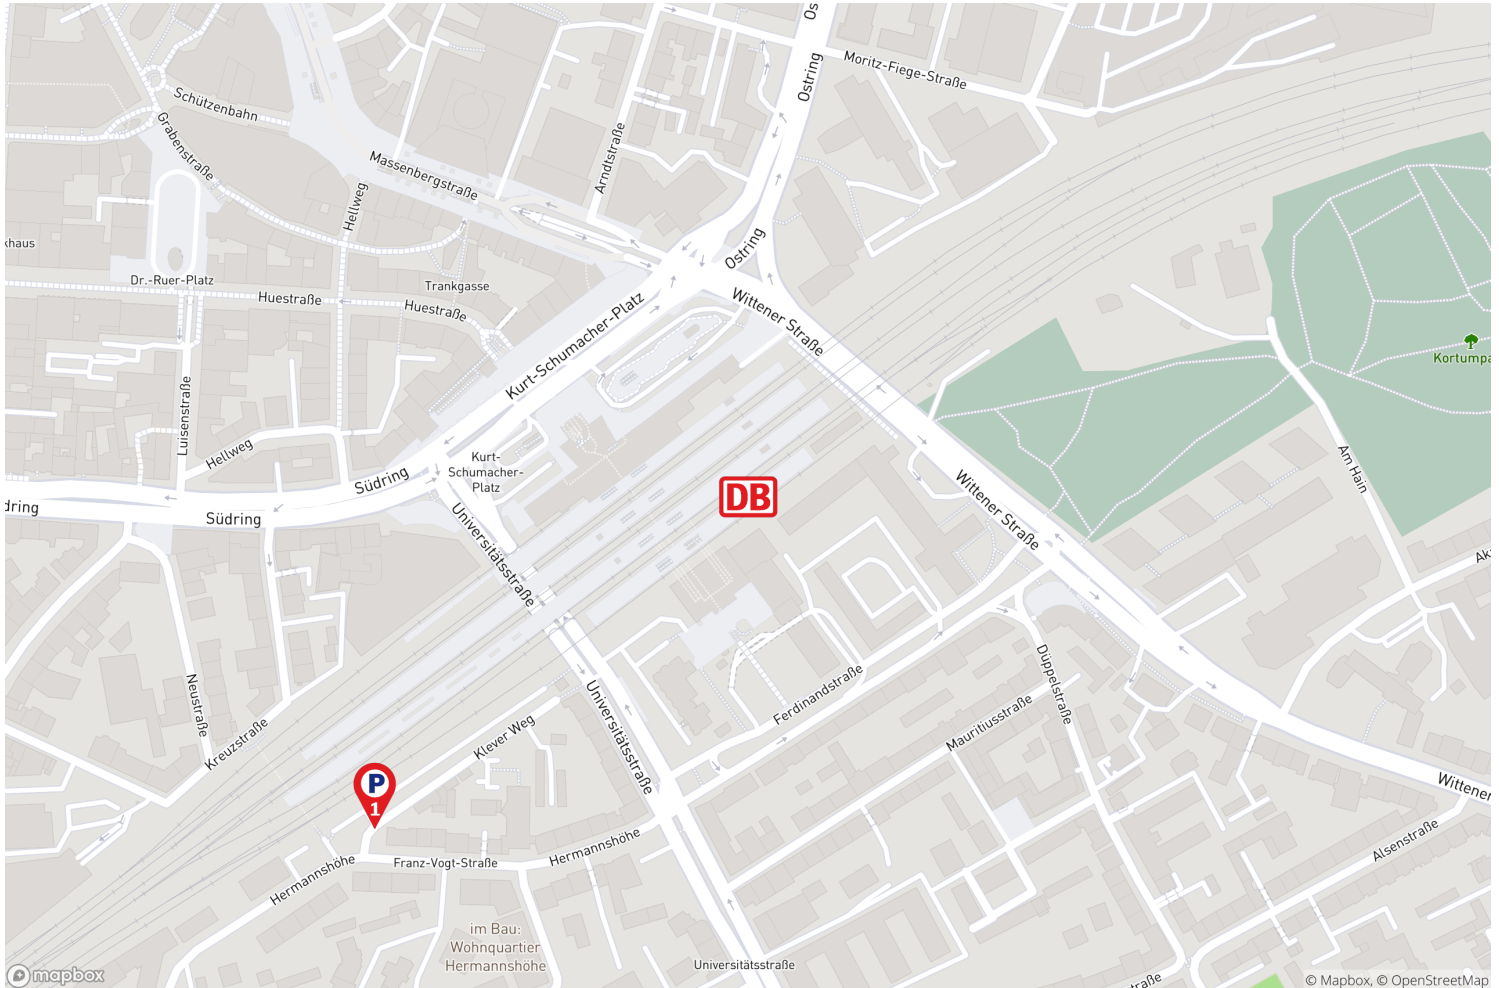 Os
Moritz-Fiege-Straße
Ostring
Schützenbahn
Grabenstraße
Massenbergstraße
Arndtstraße
Hellweg
khaus
Ostring
Dr.-Ruer-Platz
Trankgasse
Huestraße
Huestraße
Wittener Straße
Kurt-Schumacher-Platz
Kortumpa
Luisenstraße
Hellweg
Kurt-
Schumacher-
Platz
Am Hain
Südring
DB
dring
Südring
Wittener Straße
Universitätsstraße
Ak
Düppelstraße
Neustraße
Ferdinandstraße
Universitätsstraße
Mauritiusstraße
Kreuzstraße
Klever Weg
P
1
Wittener
Hermannshöhe
Alsenstraße
Franz-Vogt-Straße
Hermannshöhe
im Bau:
Wohnquartier
Hermannshöhe
Universitätsstraße
mapbox
straße
© Mapbox, © OpenStreetMap